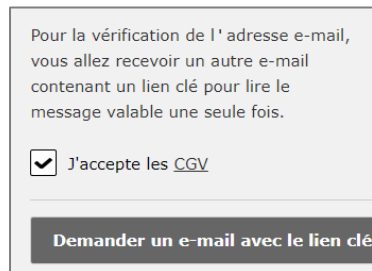 Pour la vérification de l'adresse e-mail,
vous allez recevoir un autre e-mail
contenant un lien clé pour lire le
message valable une seule fois.
J'accepte les CGV
Demander un e-mail avec le lien clé